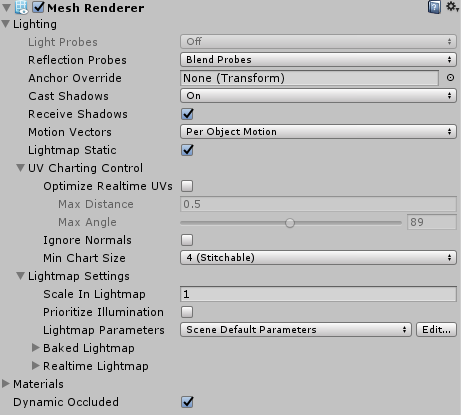 Mesh Renderer
Lighting
Light Probes Off
Reflection Probes Blend Probes
Anchor Override None (Transform)
Cast Shadows On
Receive Shadows
Motion Vectors Per Object Motion
Lightmap Static
UV Charting Control
Optimize Realtime UVs
Max Distance 0.5
Max Angle 89
Ignore Normals
Min Chart Size 4 (Stitchable)
Lightmap Settings
Scale In Lightmap 1
Prioritize Illumination
Lightmap Parameters Scene Default Parameters Edit...
Baked Lightmap
Realtime Lightmap
Materials
Dynamic Occluded